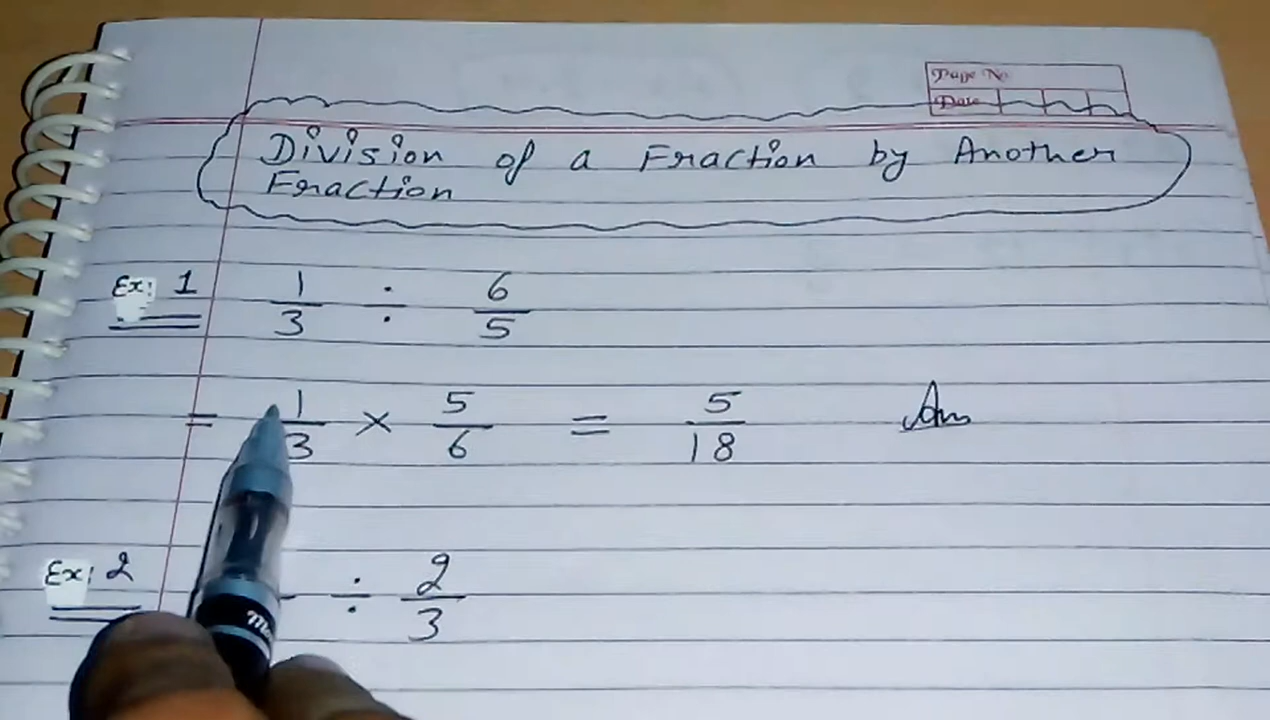 Page No.
Date
Division of a Fraction by Another
Fraction
Ex: 1 1/3 ÷ 6/5
= 1/3 × 5/6 = 5/18 Ans
Ex: 2 ÷ 2/3